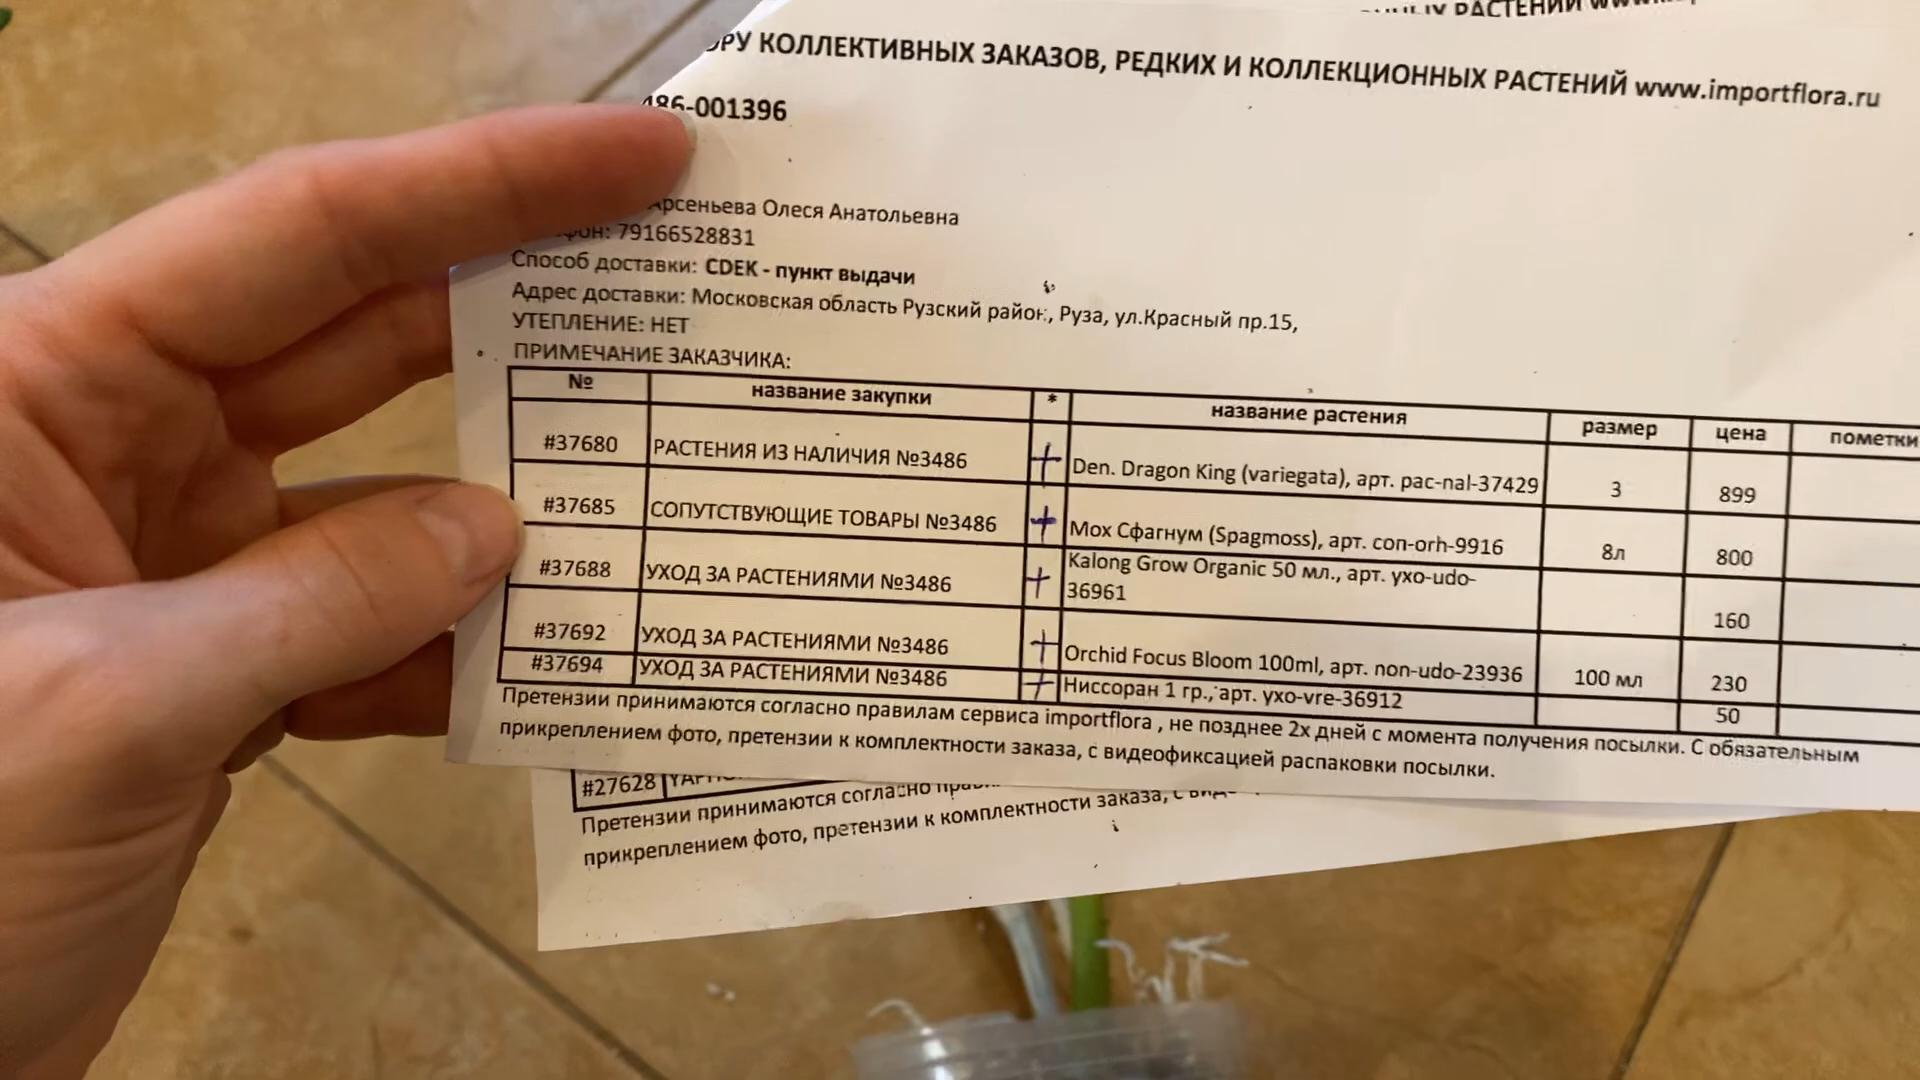 РАСТЕНИЙ
КОЛЛЕКТИВНЫХ ЗАКАЗОВ, РЕДКИХ И КОЛЛЕКЦИОННЫХ РАСТЕНИЙ www.importflora.ru
486-001396
Арсеньева Олеся Анатольевна
79166528831
Способ доставки: CDEK - пункт выдачи
Адрес доставки: Московская область Рузский район, Руза, ул.Красный пр.15,
УТЕПЛЕНИЕ: НЕТ
ПРИМЕЧАНИЕ ЗАКАЗЧИКА:
№ название закупки * название растения размер цена пометки
#37680 РАСТЕНИЯ ИЗ НАЛИЧИЯ №3486 + Den. Dragon King (variegata), арт. рас-nal-37429 3 899
#37685 СОПУТСТВУЮЩИЕ ТОВАРЫ №3486 + Мох Сфагнум (Spagmoss), арт. соп-orh-9916 8л 800
#37688 УХОД ЗА РАСТЕНИЯМИ №3486 + Kalong Grow Organic 50 мл., арт. ухо-udo-
36961 160
#37692 УХОД ЗА РАСТЕНИЯМИ №3486 + Orchid Focus Bloom 100ml, арт. поп-udo-23936 100 мл 230
#37694 УХОД ЗА РАСТЕНИЯМИ №3486 + Ниссоран 1 гр., арт. ухо-vre-36912 50
Претензии принимаются согласно правилам сервиса importflora , не позднее 2х дней с момента получения посылки. С обязательным
прикреплением фото, претензии к комплектности заказа, с видеофиксацией распаковки посылки.
#27628
Претензии принимаются согласно
прикреплением фото, претензии к комплектности заказа, с